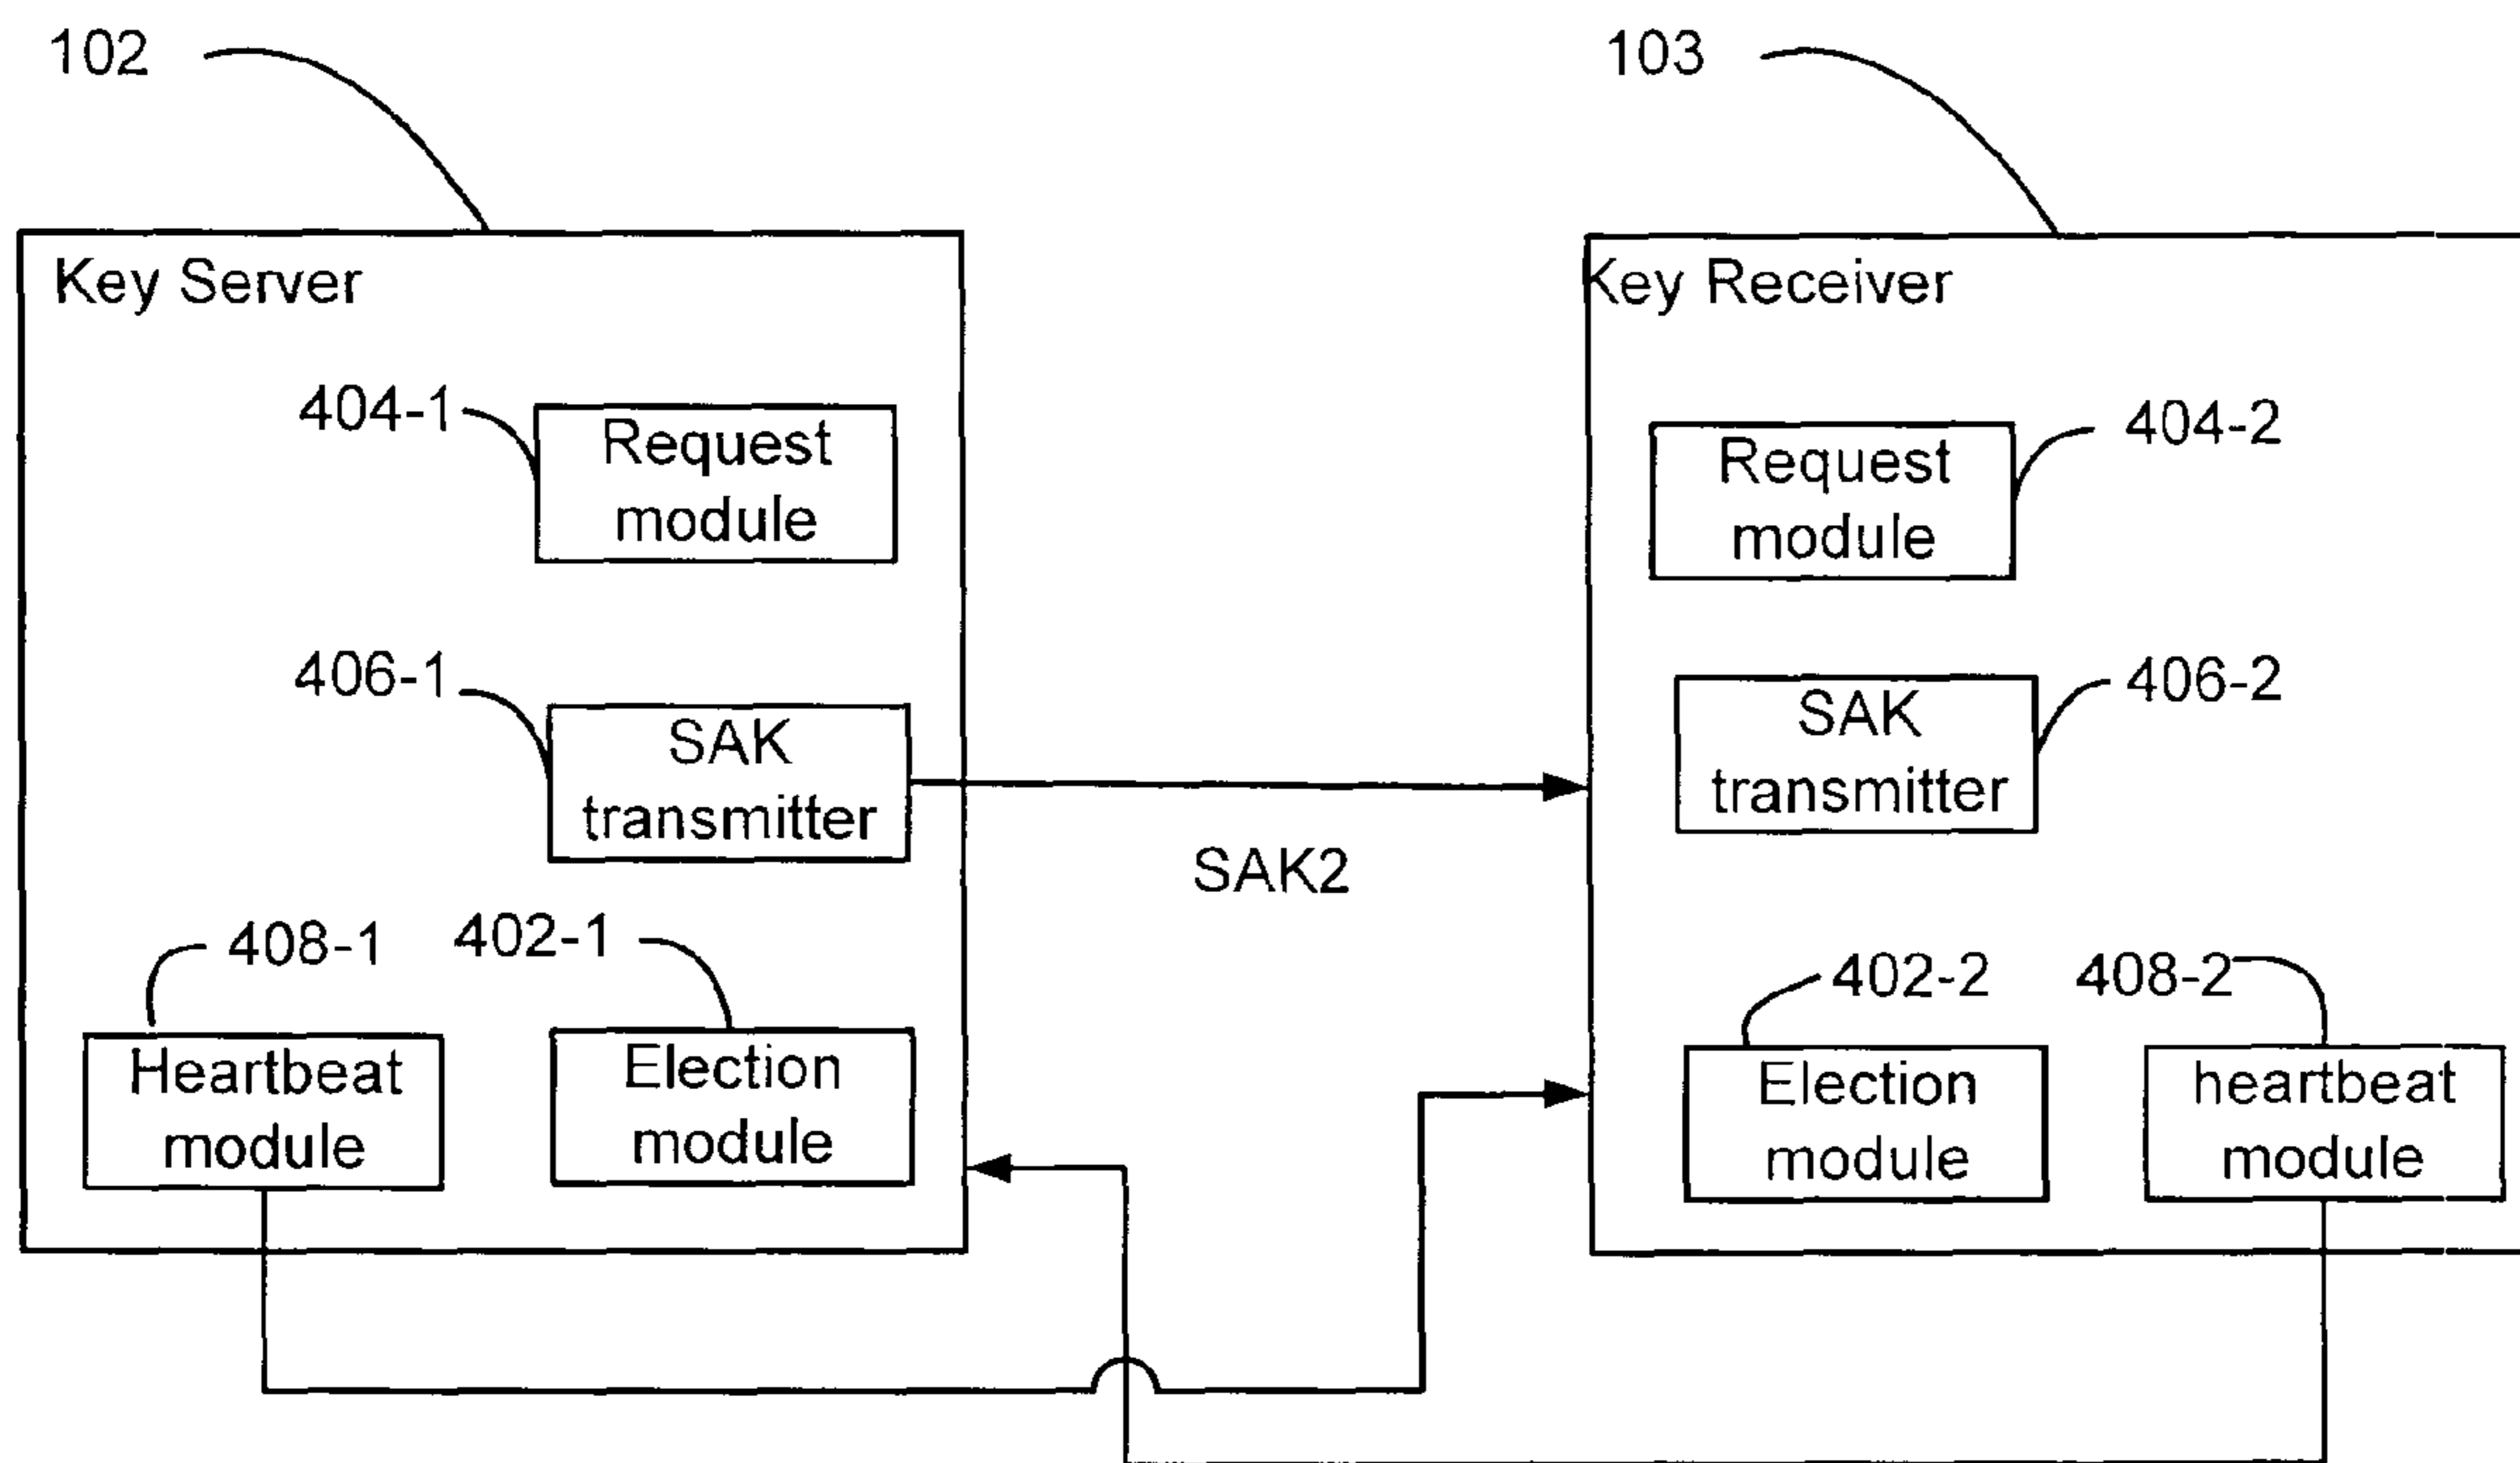 102
103
Key Server
Key Receiver
404-1
Request
module
404-2
Request
module
406-1
SAK
transmitter
406-2
SAK
transmitter
SAK2
408-1
402-1
402-2
408-2
Heartbeat
module
Election
module
Election
module
heartbeat
module